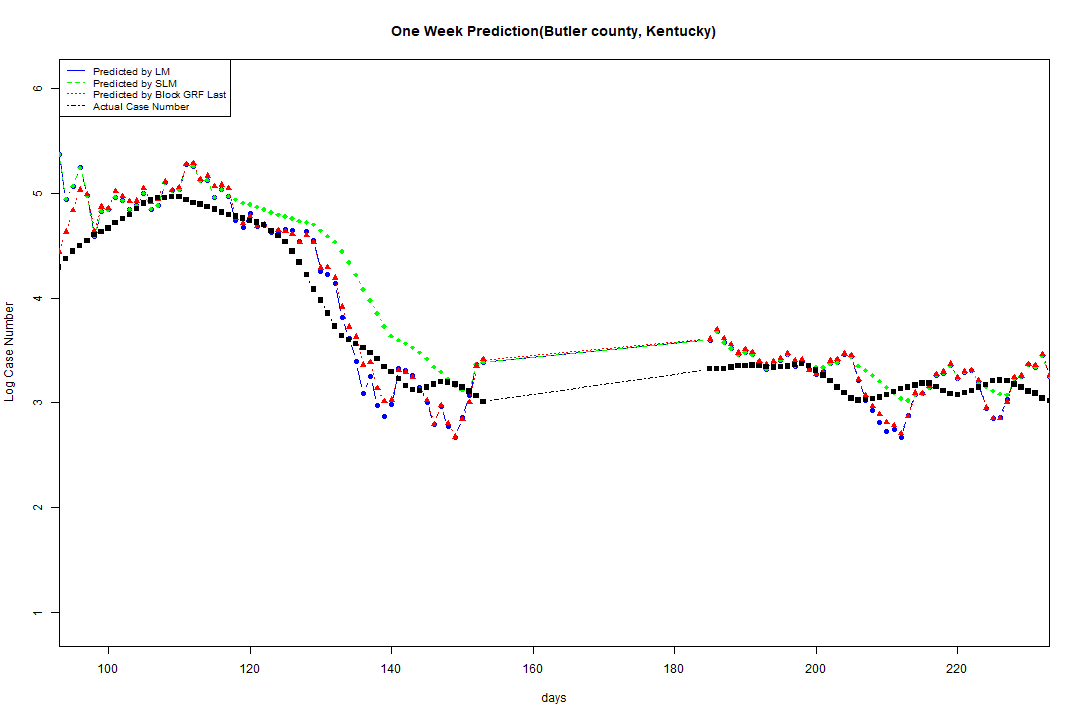 One Week Prediction(Butler county, Kentucky)
Predicted by LM
Predicted by SLM
Predicted by Block GRF Last
Actual Case Number
6
5
4
3
2
1
Log Case Number
100 120 140 160 180 200 220
days